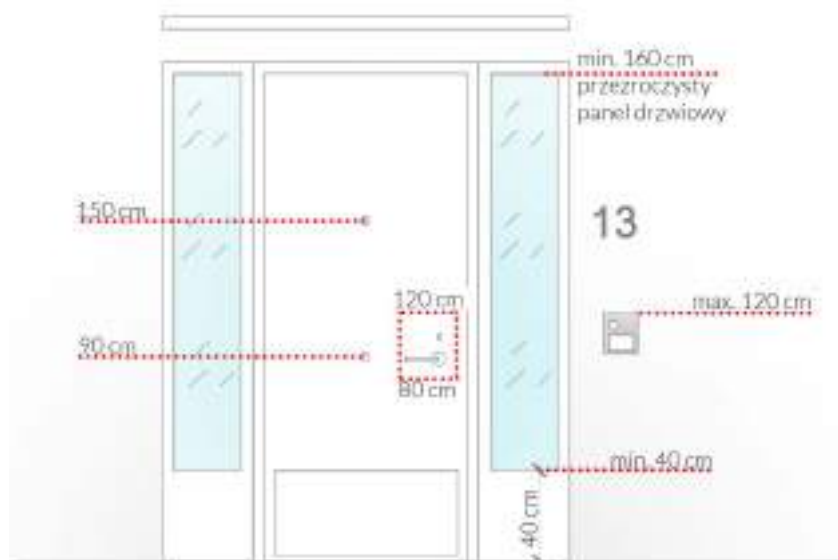 min. 160 cm
przezroczysty
panel drzwiowy
150 cm
13
120 cm
max. 120 cm
90 cm
80 cm
min. 40 cm
40 cm